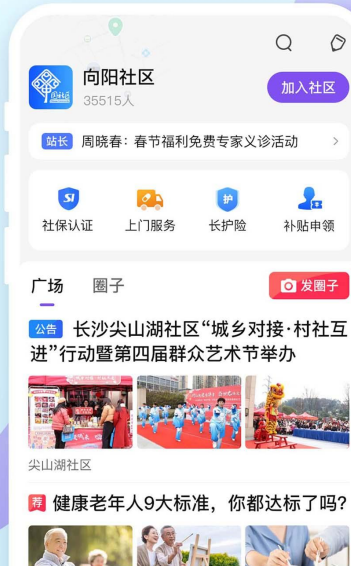 向阳社区
35515人
加入社区
站长 周晓春：春节福利免费专家义诊活动
社保认证 上门服务 长护险 补贴申领
广场 圈子 发圈子
公告 长沙尖山湖社区“城乡对接·村社互
进”行动暨第四届群众艺术节举办
尖山湖社区
荐 健康老年人9大标准，你都达标了吗?